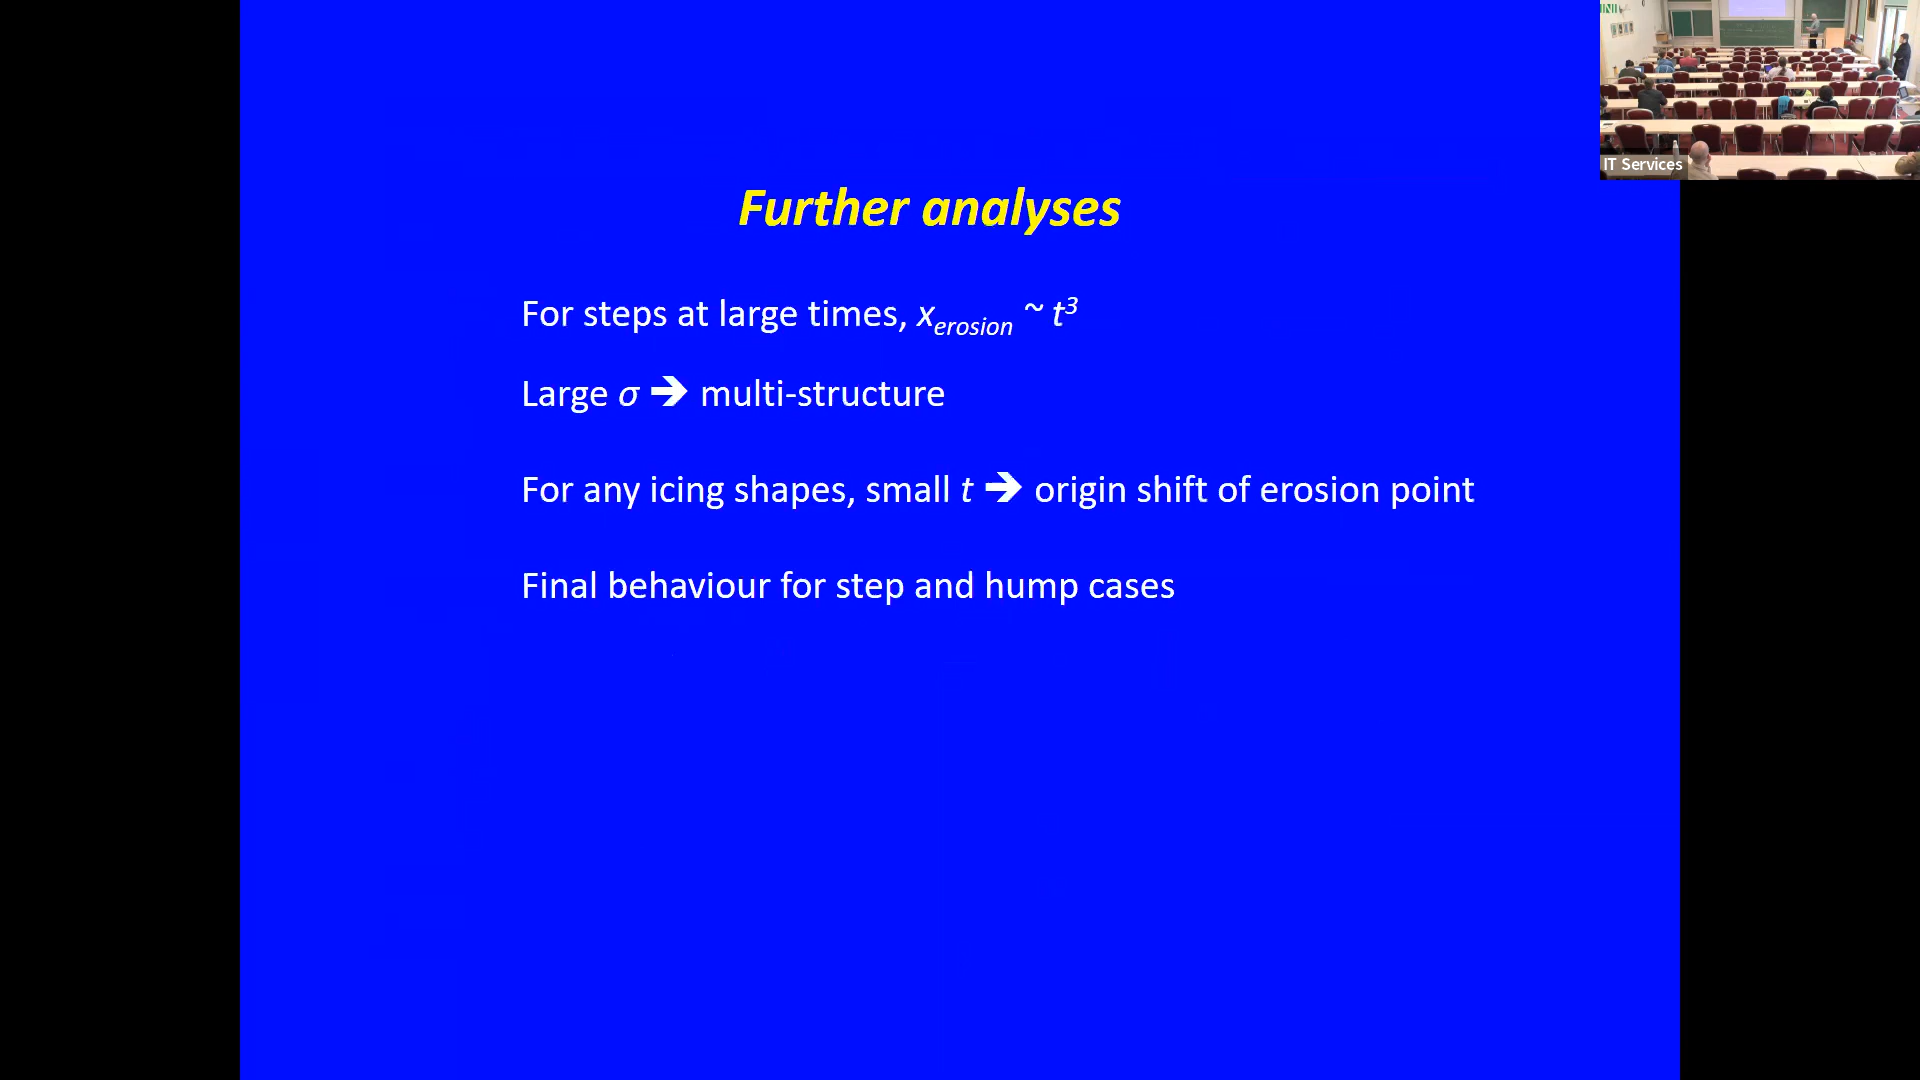 Further analyses
For steps at large times, x_erosion ~ t³
Large σ ➔ multi-structure
For any icing shapes, small t ➔ origin shift of erosion point
Final behaviour for step and hump cases
IT Services